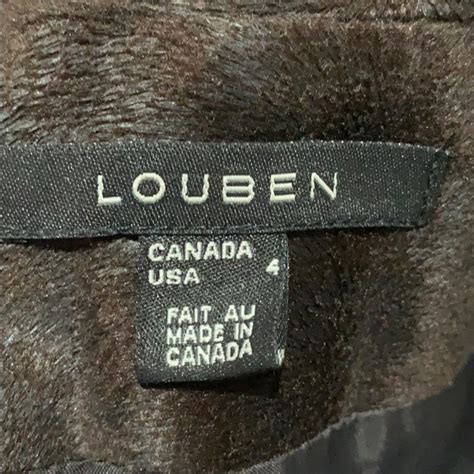 LOUBEN
CANADA
USA 4
FAIT AU
MADE IN
CANADA